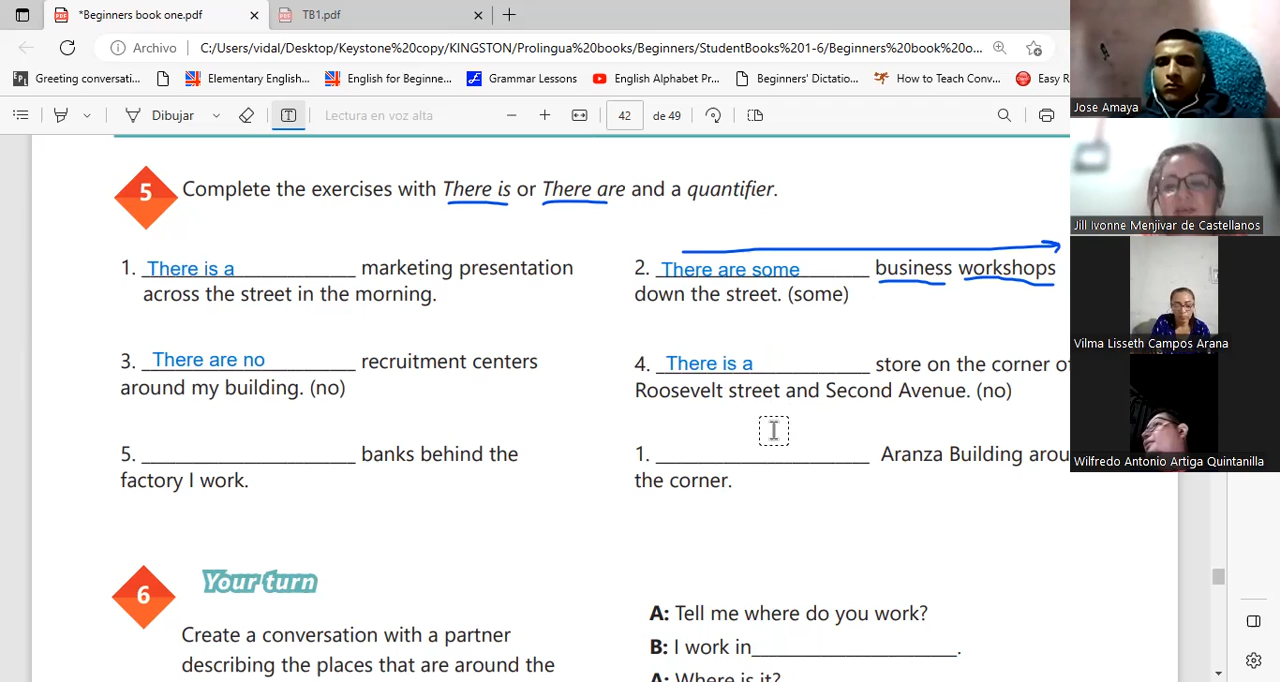 *Beginners book one.pdf
TB1.pdf
Archivo
C:/Users/vidal/Desktop/Keystone%20copy/KINGSTON/Prolingua%20books/Beginners/StudentBooks%201-6/Beginners%20book%20o...
Greeting conversati...
Elementary English...
English for Beginne...
Grammar Lessons
English Alphabet Pr...
Beginners' Dictatio...
How to Teach Conv...
Easy R
Dibujar
Lectura en voz alta
42
de 49
5
Complete the exercises with There is or There are and a quantifier.
1. There is a marketing presentation
across the street in the morning.
2. There are some business workshops
down the street. (some)
3. There are no recruitment centers
around my building. (no)
4. There is a store on the corner of
Roosevelt street and Second Avenue. (no)
5. ____________________ banks behind the
factory I work.
1. ____________________ Aranza Building arou
the corner.
6
Your turn
Create a conversation with a partner
describing the places that are around the
A: Tell me where do you work?
B: I work in____________________.
A: Where is it?
Jose Amaya
Jill Ivonne Menjivar de Castellanos
Vilma Lisseth Campos Arana
Wilfredo Antonio Artiga Quintanilla